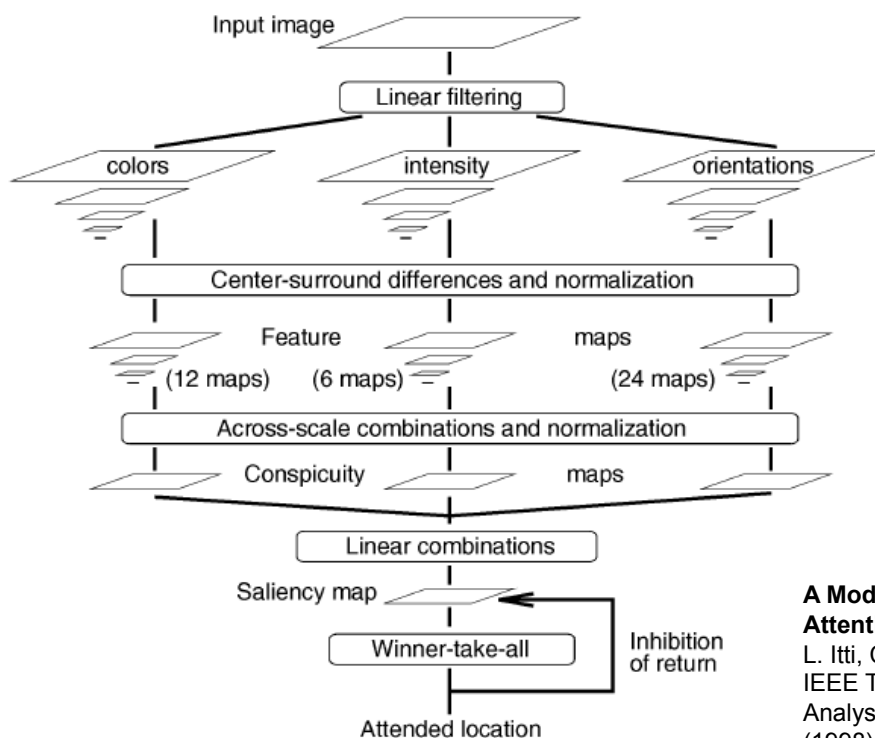 Input image
Linear filtering
colors
intensity
orientations
Center-surround differences and normalization
Feature maps
(12 maps)
(6 maps)
(24 maps)
Across-scale combinations and normalization
Conspicuity maps
Linear combinations
Saliency map
Winner-take-all
Inhibition
of return
Attended location
A Mod
Attent
L. Itti, C
IEEE T
Analys
(1998)